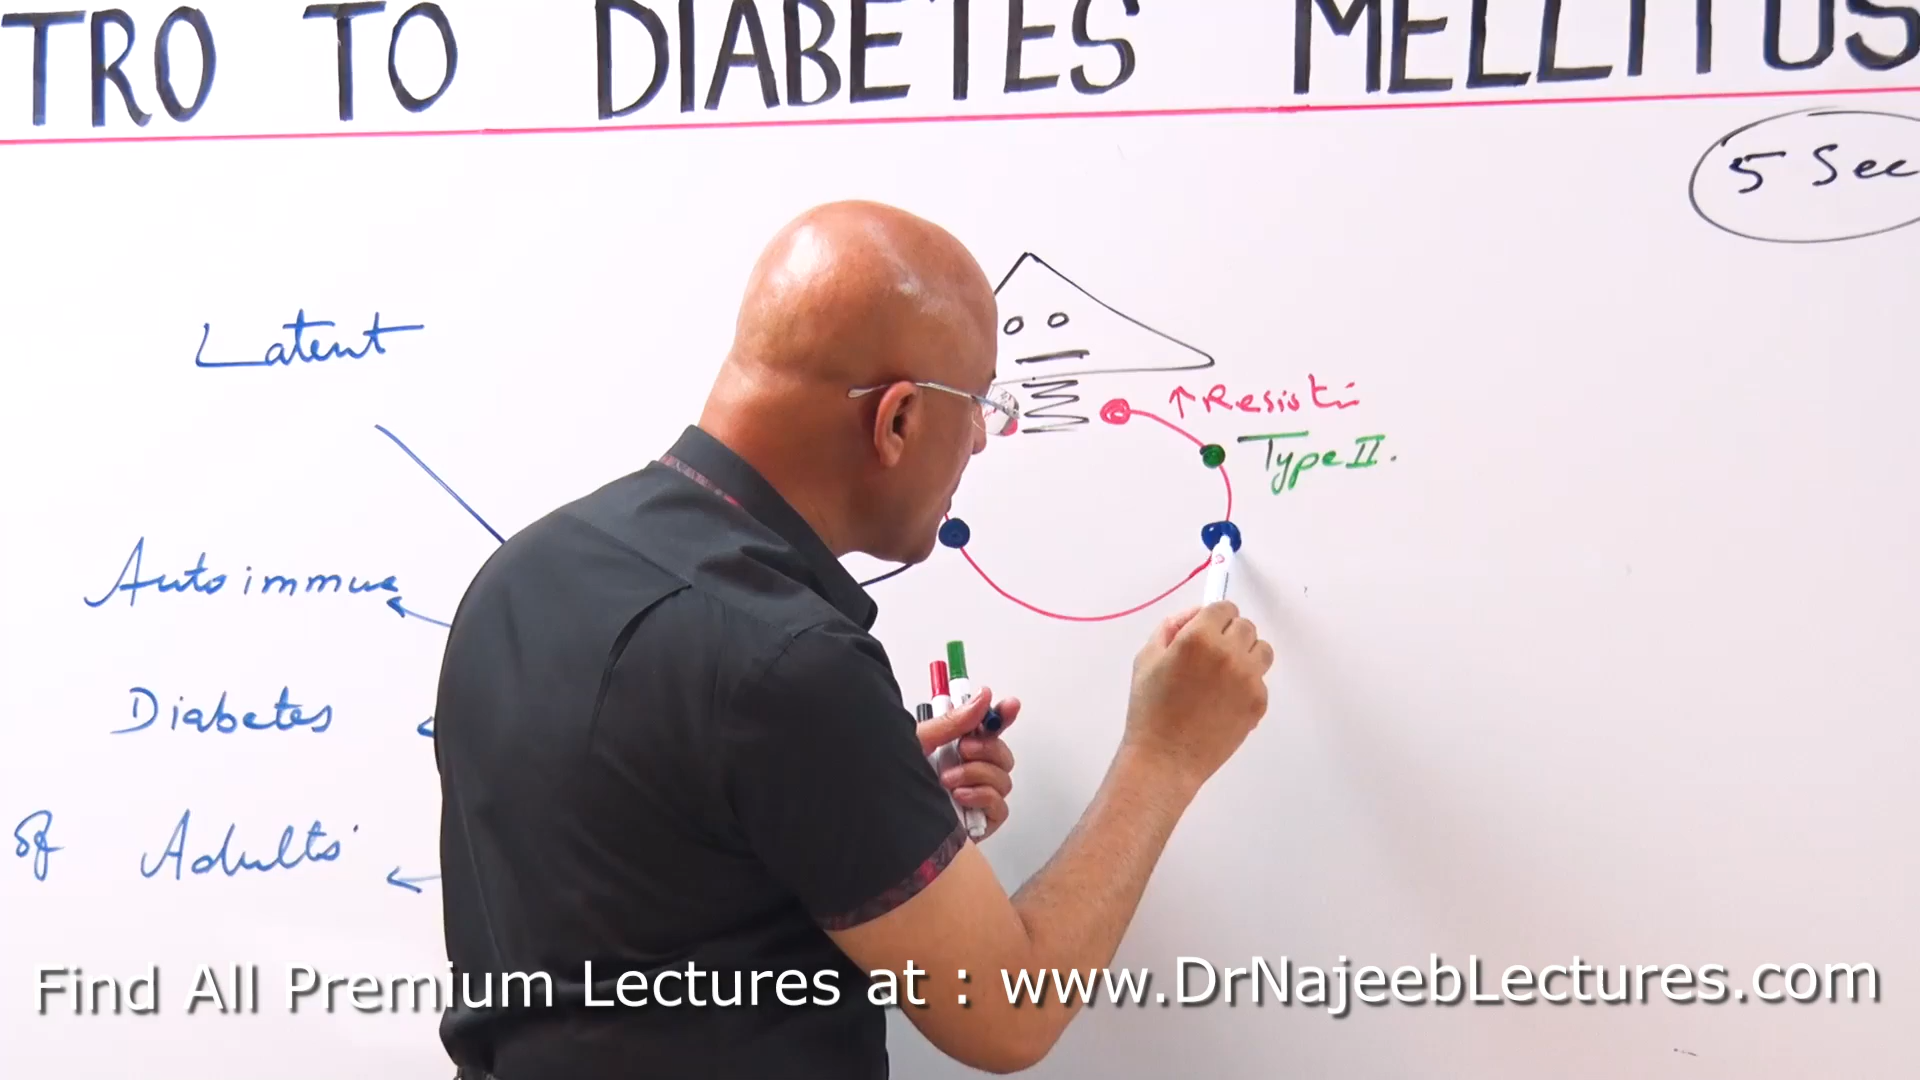 TRO TO DIABETES MELLITUS
5 Sec
Latent
↑ Resisti
Type II.
Autoimmue
Diabetes
of Adults
Find All Premium Lectures at : www.DrNajeebLectures.com